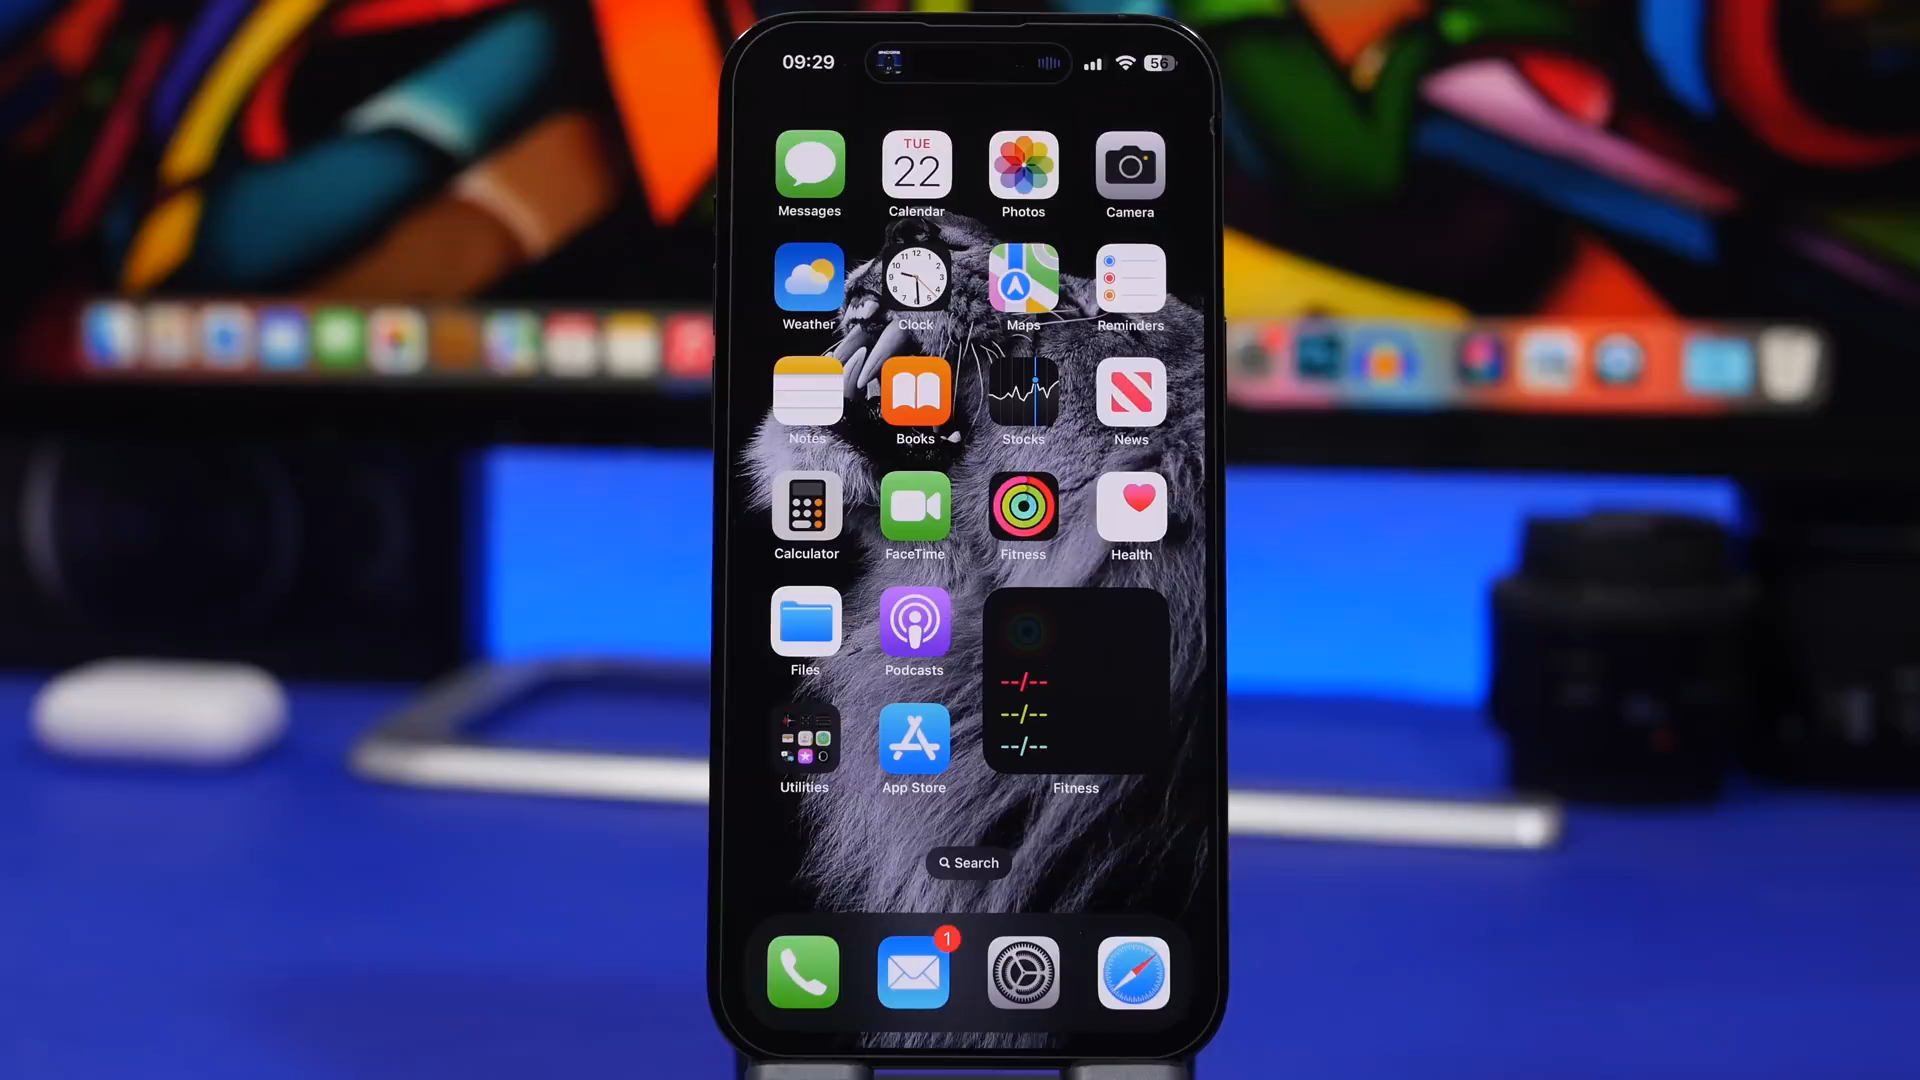 09:29
56
TUE
22
Messages
Calendar
Photos
Camera
Weather
Clock
Maps
Reminders
Notes
Books
Stocks
News
Calculator
FaceTime
Fitness
Health
Files
Podcasts
--/--
--/--
--/--
Utilities
App Store
Fitness
Search
1